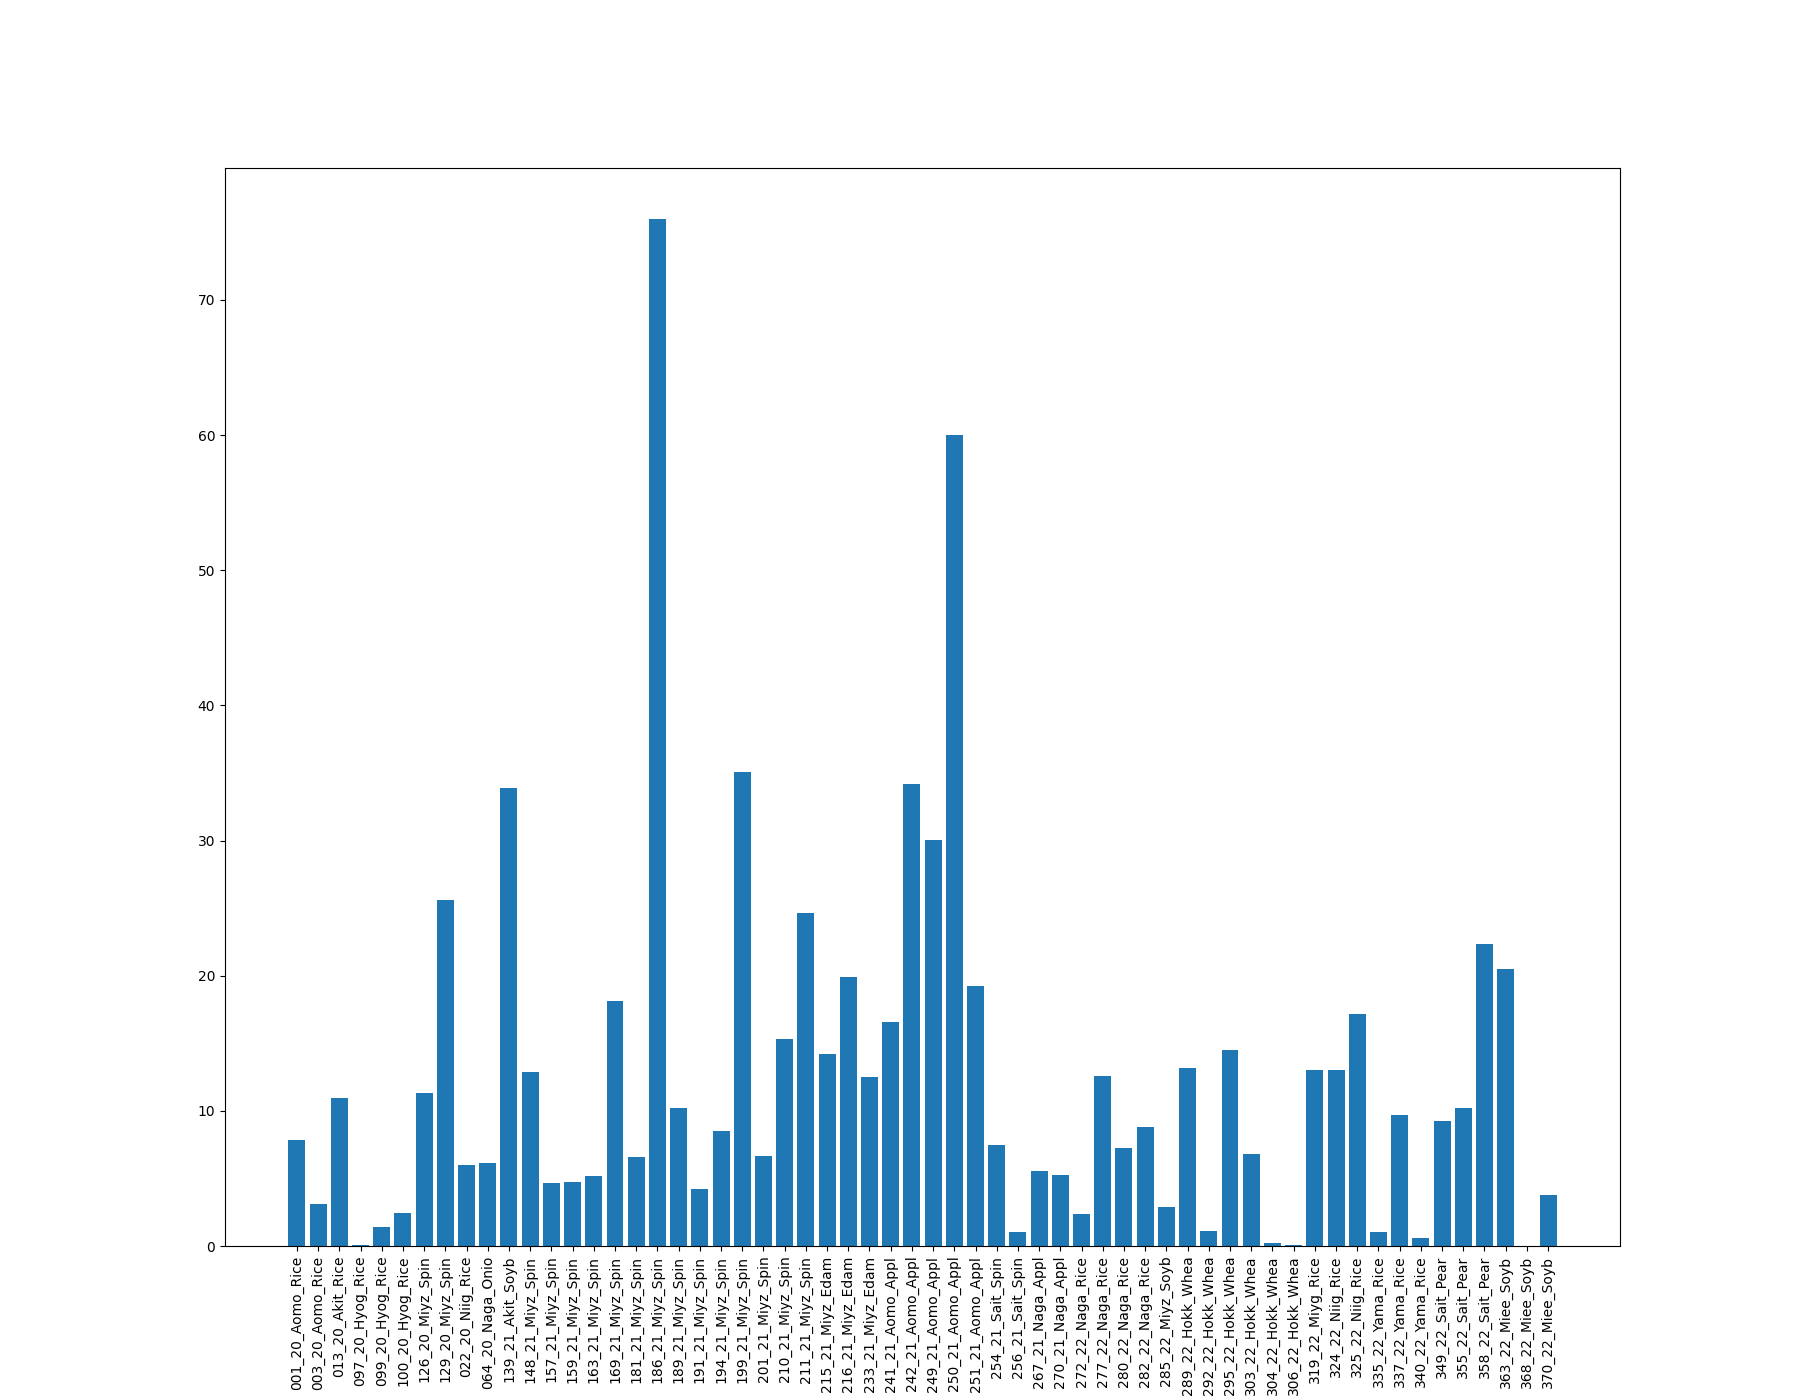 70
60
50
40
30
20
10
0
001_20_Aomo_Rice
003_20_Aomo_Rice
013_20_Akit_Rice
097_20_Hyog_Rice
099_20_Hyog_Rice
100_20_Hyog_Rice
126_20_Miyz_Spin
129_20_Miyz_Spin
022_20_Niig_Rice
064_20_Naga_Onio
139_21_Akit_Soyb
148_21_Miyz_Spin
157_21_Miyz_Spin
159_21_Miyz_Spin
163_21_Miyz_Spin
169_21_Miyz_Spin
181_21_Miyz_Spin
186_21_Miyz_Spin
189_21_Miyz_Spin
191_21_Miyz_Spin
194_21_Miyz_Spin
199_21_Miyz_Spin
201_21_Miyz_Spin
210_21_Miyz_Spin
211_21_Miyz_Spin
215_21_Miyz_Edam
216_21_Miyz_Edam
233_21_Miyz_Edam
241_21_Aomo_Appl
242_21_Aomo_Appl
249_21_Aomo_Appl
250_21_Aomo_Appl
251_21_Aomo_Appl
254_21_Sait_Spin
256_21_Sait_Spin
267_21_Naga_Appl
270_21_Naga_Appl
272_22_Naga_Rice
277_22_Naga_Rice
280_22_Naga_Rice
282_22_Naga_Rice
285_22_Miyz_Soyb
289_22_Hokk_Whea
292_22_Hokk_Whea
295_22_Hokk_Whea
303_22_Hokk_Whea
304_22_Hokk_Whea
306_22_Hokk_Whea
319_22_Miyg_Rice
324_22_Niig_Rice
325_22_Niig_Rice
335_22_Yama_Rice
337_22_Yama_Rice
340_22_Yama_Rice
349_22_Sait_Pear
355_22_Sait_Pear
358_22_Sait_Pear
363_22_Miee_Soyb
368_22_Miee_Soyb
370_22_Miee_Soyb